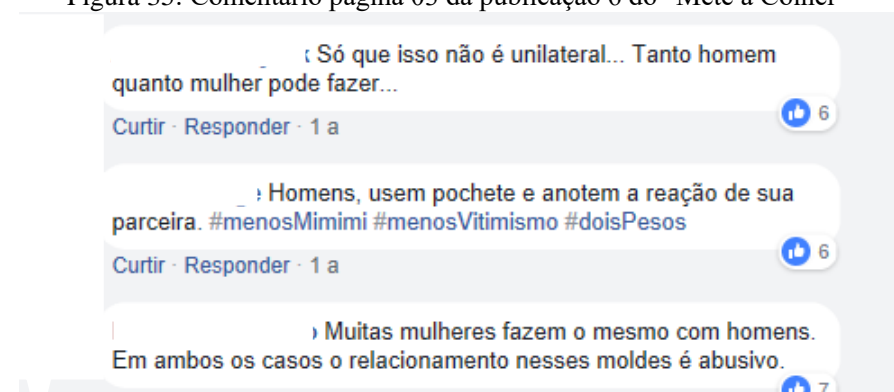 Figura 35: Comentário página 05 da publicação 6 do "Mete a Colher"
Só que isso não é unilateral... Tanto homem
quanto mulher pode fazer...
6
Curtir · Responder · 1 a
Homens, usem pochete e anotem a reação de sua
parceira. #menosMimimi #menosVitimismo #doisPesos
6
Curtir · Responder · 1 a
Muitas mulheres fazem o mesmo com homens.
Em ambos os casos o relacionamento nesses moldes é abusivo.
7